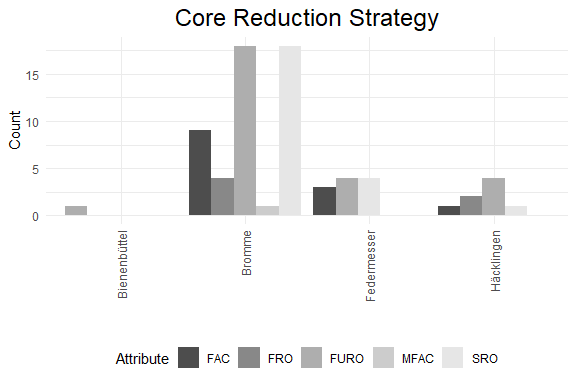 Core Reduction Strategy
Count
15
10
5
0
Bienenbüttel
Bromme
Federmesser
Häcklingen
Attribute FAC FRO FURO MFAC SRO